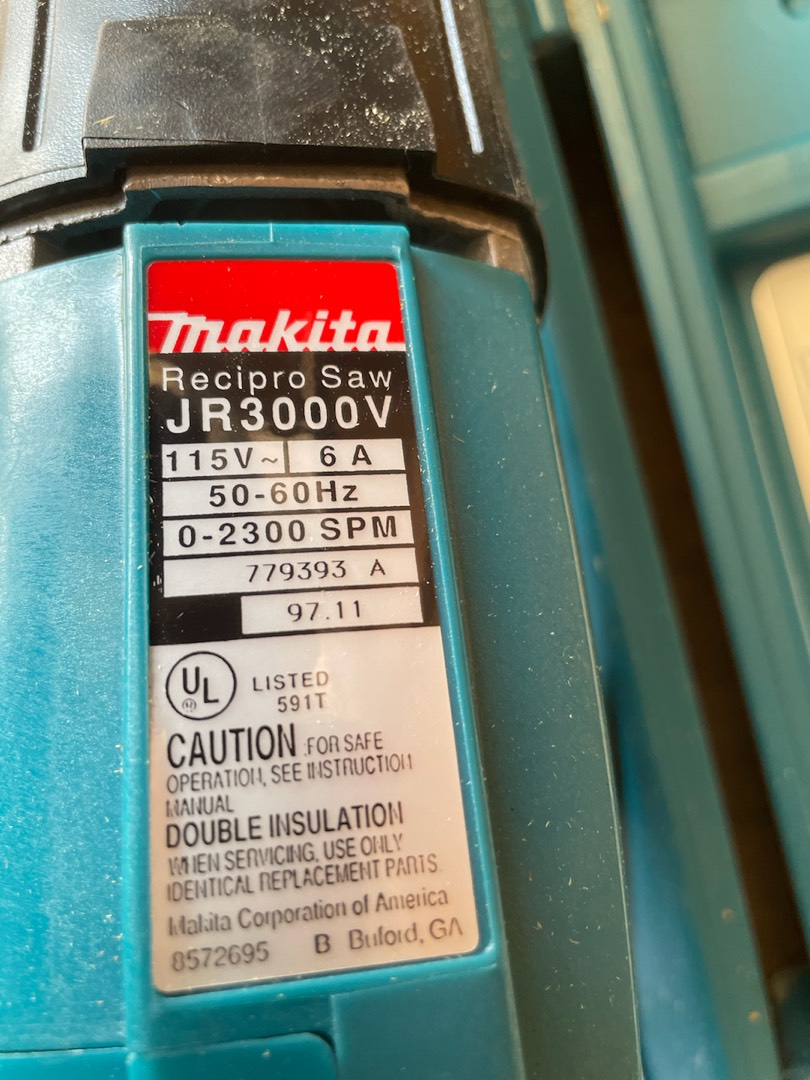 makita
Recipro Saw
JR3000V
115V~ 6 A
50-60Hz
0-2300 SPM
779393 A
97.11
UL LISTED
591T
CAUTION :FOR SAFE
OPERATION, SEE INSTRUCTION
MANUAL
DOUBLE INSULATION
WHEN SERVICING, USE ONLY
IDENTICAL REPLACEMENT PARTS.
Makita Corporation of America
8572695 B Buford, GA